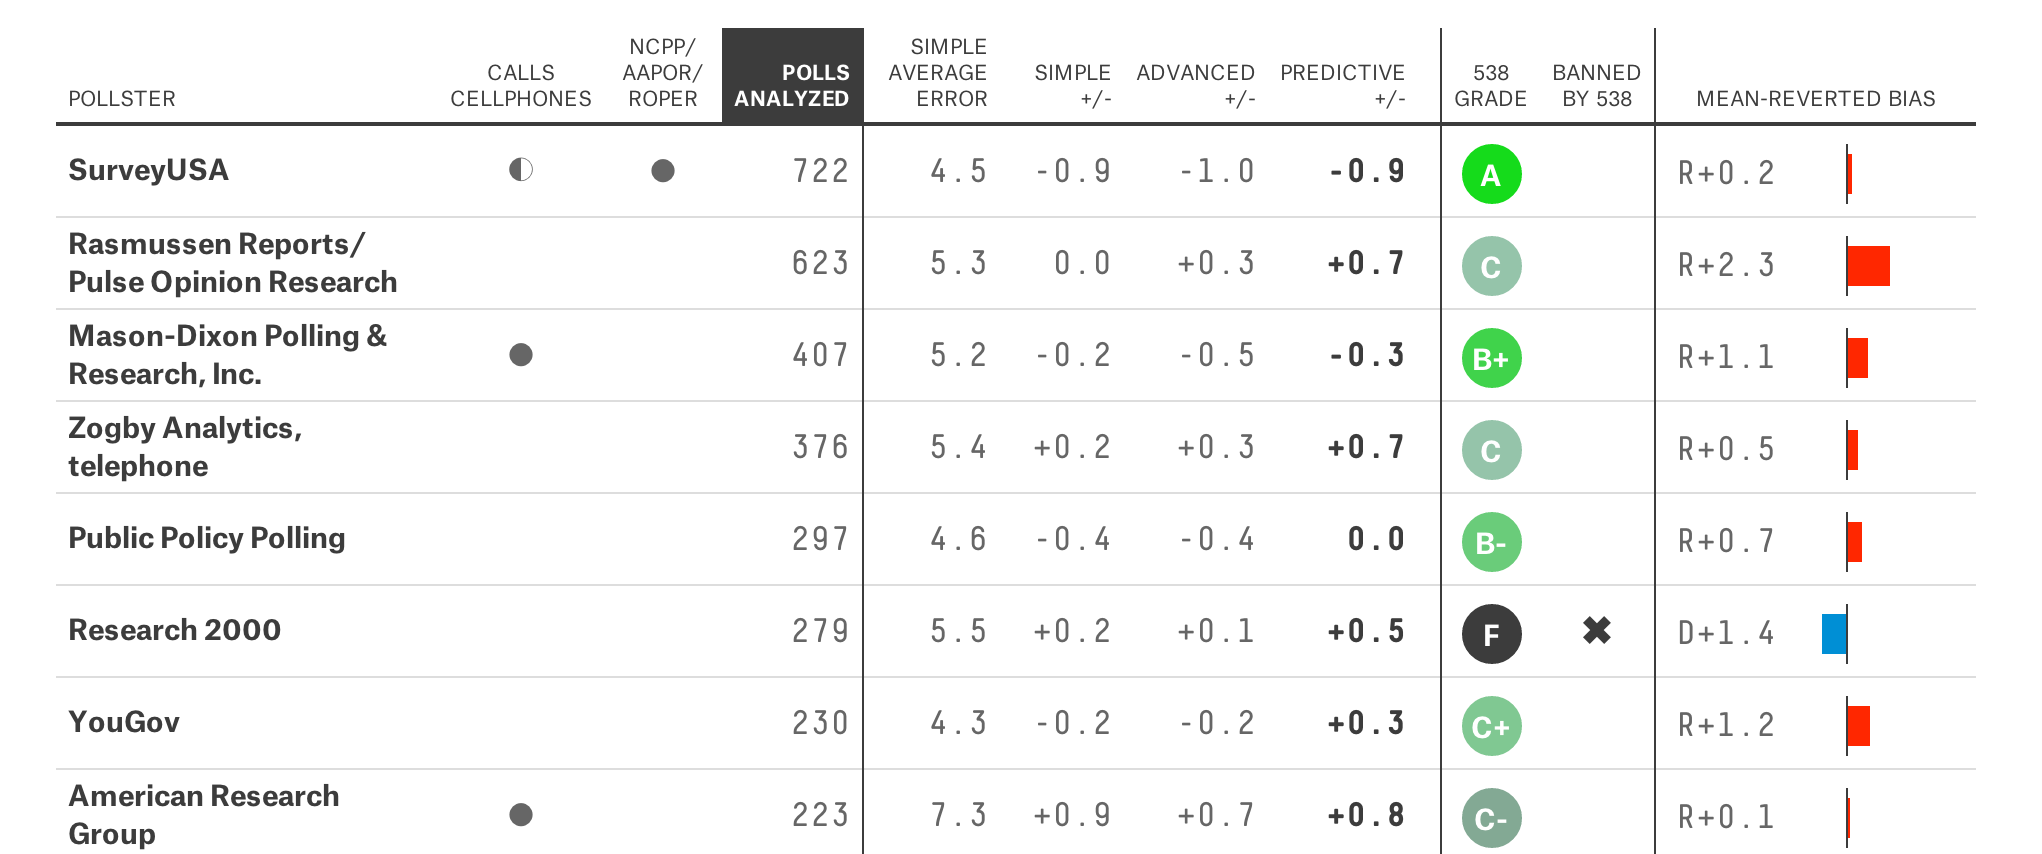 NCPP/ SIMPLE
CALLS AAPOR/ POLLS AVERAGE SIMPLE ADVANCED PREDICTIVE 538 BANNED
POLLSTER CELLPHONES ROPER ANALYZED ERROR +/- +/- +/- GRADE BY 538 MEAN-REVERTED BIAS
SurveyUSA 722 4.5 -0.9 -1.0 -0.9 A R+0.2
Rasmussen Reports/
Pulse Opinion Research 623 5.3 0.0 +0.3 +0.7 C R+2.3
Mason-Dixon Polling &
Research, Inc. 407 5.2 -0.2 -0.5 -0.3 B+ R+1.1
Zogby Analytics,
telephone 376 5.4 +0.2 +0.3 +0.7 C R+0.5
Public Policy Polling 297 4.6 -0.4 -0.4 0.0 B- R+0.7
Research 2000 279 5.5 +0.2 +0.1 +0.5 F ✖ D+1.4
YouGov 230 4.3 -0.2 -0.2 +0.3 C+ R+1.2
American Research
Group 223 7.3 +0.9 +0.7 +0.8 C- R+0.1